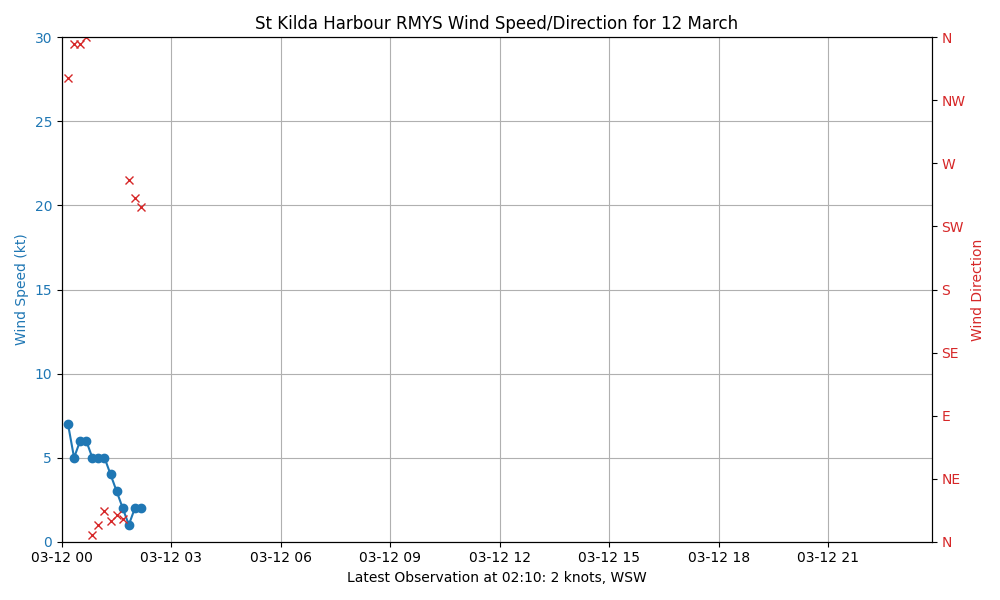 St Kilda Harbour RMYS Wind Speed/Direction for 12 March
Wind Speed (kt)
30
25
20
15
10
5
0
N
NW
W
SW
S
SE
E
NE
N
Wind Direction
03-12 00
03-12 03
03-12 06
03-12 09
03-12 12
03-12 15
03-12 18
03-12 21
Latest Observation at 02:10: 2 knots, WSW